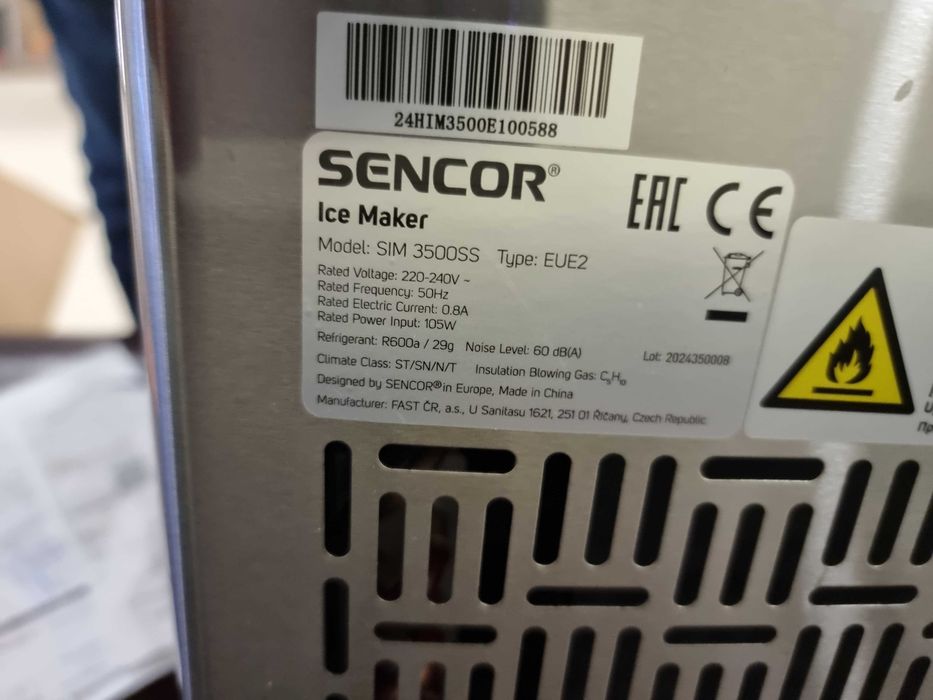 24HIM3500E100588
SENCOR®
Ice Maker
EAC CE
Model: SIM 3500SS Type: EUE2
Rated Voltage: 220-240V ~
Rated Frequency: 50Hz
Rated Electric Current: 0.8A
Rated Power Input: 105W
Refrigerant: R600a / 29g Noise Level: 60 dB(A) Lot: 2024350008
Climate Class: ST/SN/N/T Insulation Blowing Gas: C₅H₁₀
Designed by SENCOR® in Europe, Made in China
Manufacturer: FAST ČR, a.s., U Sanitasu 1621, 251 01 Říčany, Czech Republic